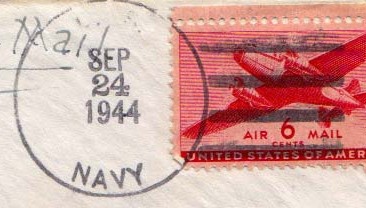 Mail
SEP
24
1944
NAVY
AIR 6 MAIL
CENTS
UNITED STATES OF AMER